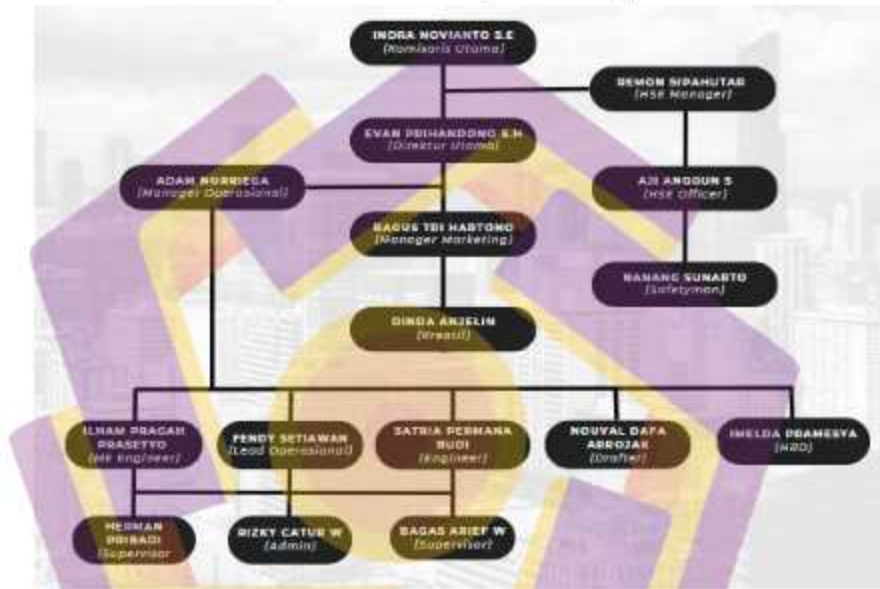 INDRA NOVIANTO S.E
(Komisaris Utama)
REMON SIPAHUTAR
(HSE Manager)
EVAN PRIHANDONO S.H
(Direktur Utama)
ADAM NURRIEGA
(Manager Operasional)
AJI ANGGUN S
(HSE Officer)
BAGUS TRI HARTONO
(Manager Marketing)
NANANG SUNARTO
(Safetyman)
DINDA ANJELIN
(Kreatif)
ILHAM PRAGAH
PRASETYO
(ME Engineer)
FENDY SETIAWAN
(Lead Operasional)
SATRIA PERMANA
BUDI
(Engineer)
NOUVAL DAFA
ARROJAK
(Drafter)
IMELDA PRAMESYA
(HRD)
HERMAN
PRIBADI
(Supervisor
RIZKY CATUR W
(Admin)
BAGAS ARIEF W
(Supervisor)